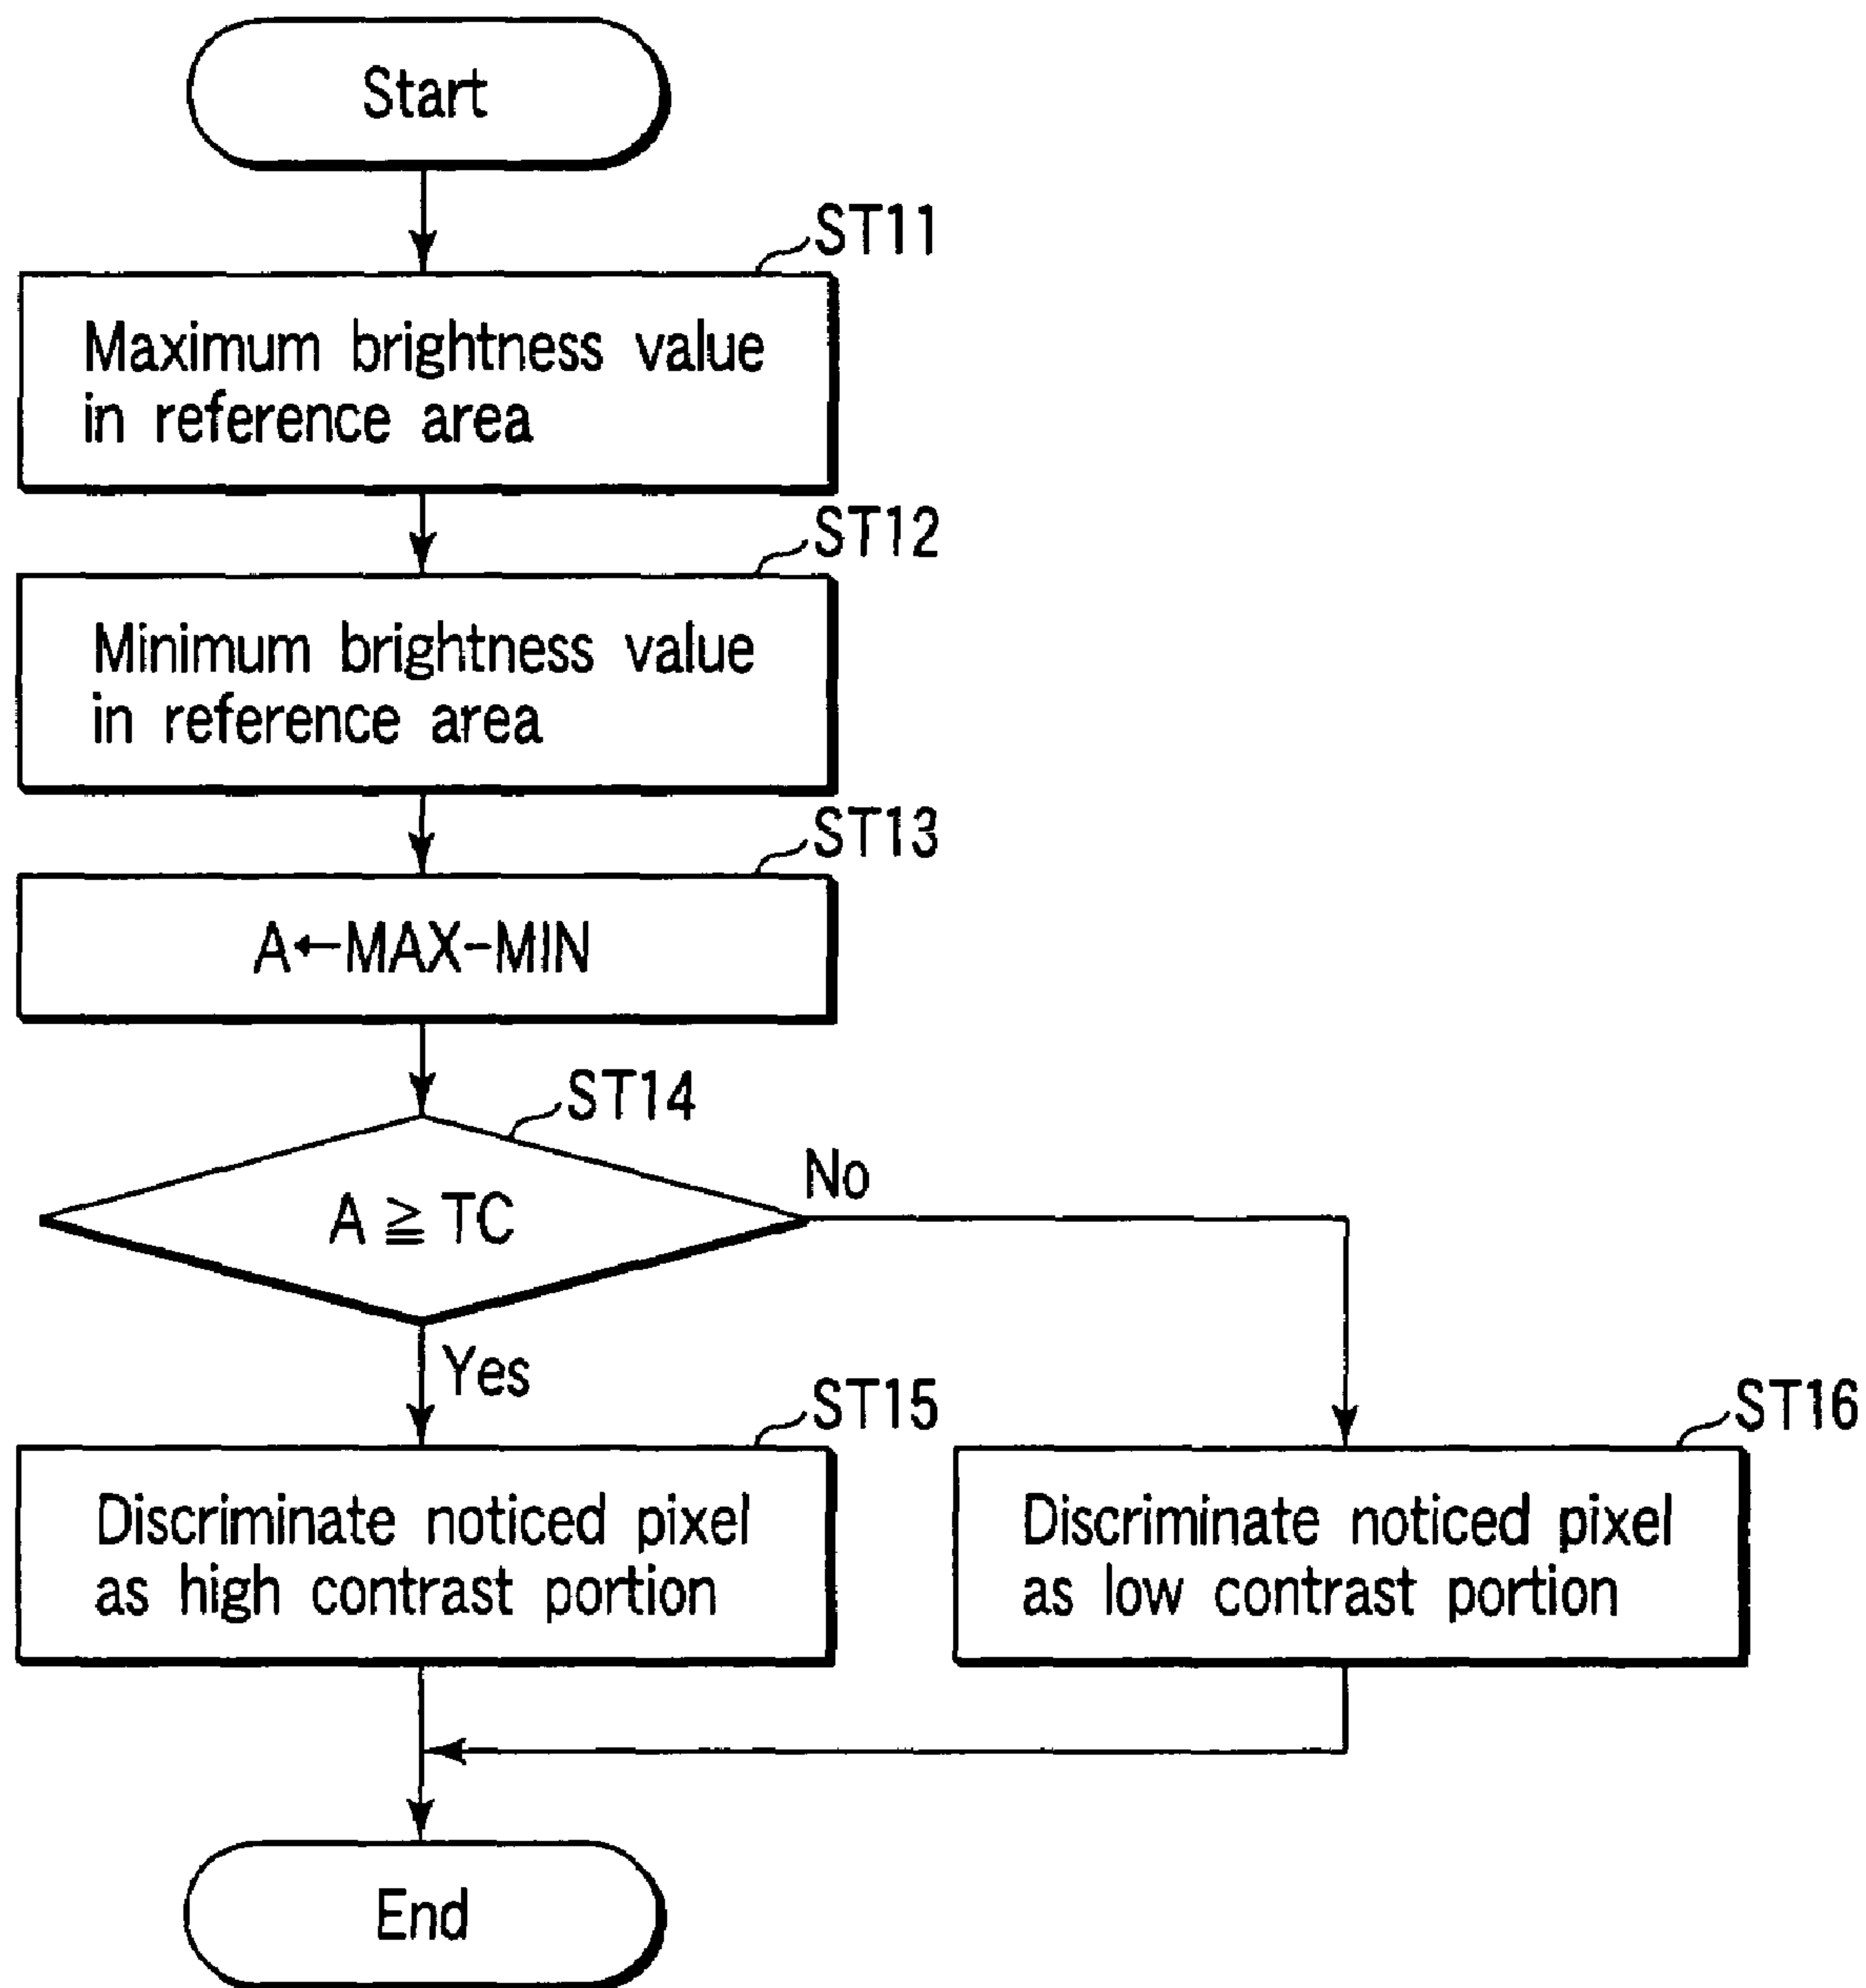 Start
ST11
Maximum brightness value
in reference area
ST12
Minimum brightness value
in reference area
ST13
A←MAX-MIN
ST14
A ≧ TC
No
Yes
ST15
Discriminate noticed pixel
as high contrast portion
ST16
Discriminate noticed pixel
as low contrast portion
End